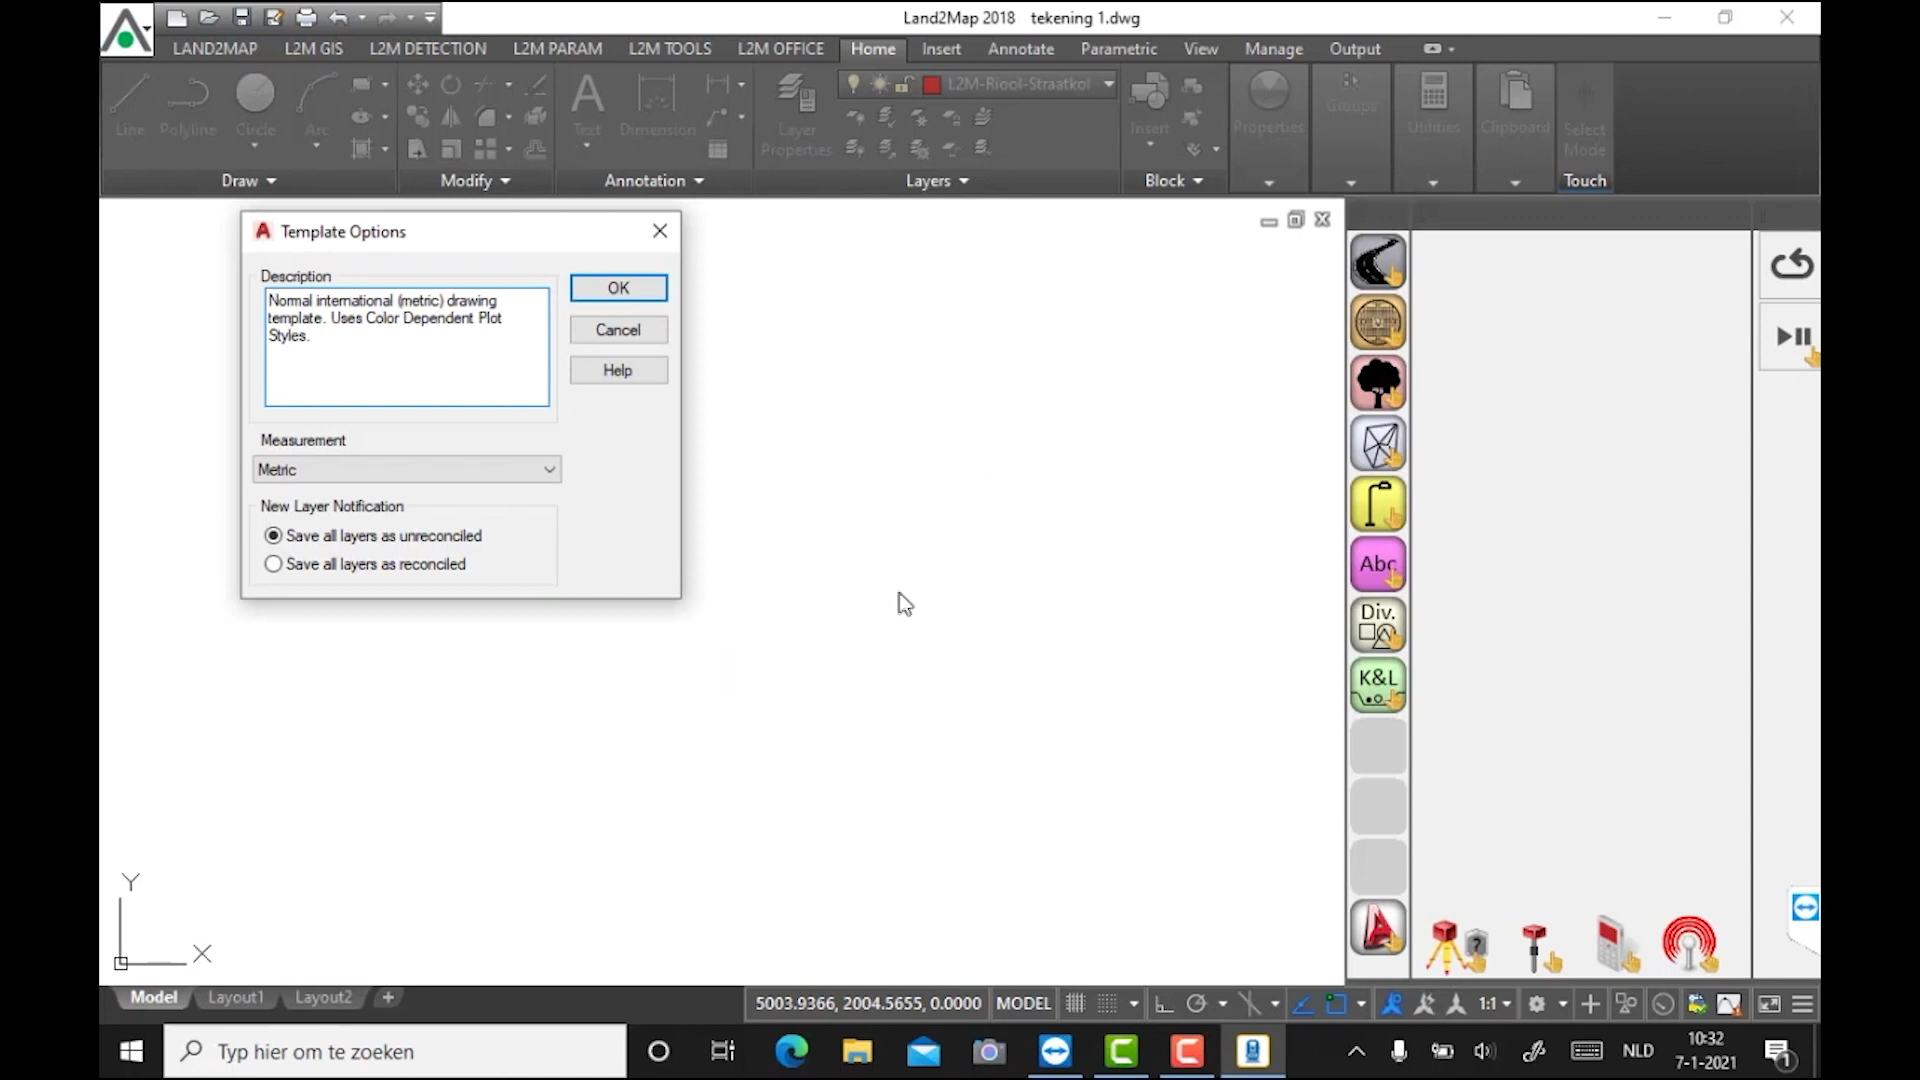 Land2Map 2018 tekening 1.dwg
LAND2MAP L2M GIS L2M DETECTION L2M PARAM L2M TOOLS L2M OFFICE Home Insert Annotate Parametric View Manage Output
L2M-Riool-Straatkol
Line Polyline Circle Arc Text Dimension Layer Properties Insert Properties Groups Utilities Clipboard Select Mode
Draw Modify Annotation Layers Block Touch
Template Options
Description
Normal international (metric) drawing
template. Uses Color Dependent Plot
Styles.
OK
Cancel
Help
Measurement
Metric
New Layer Notification
Save all layers as unreconciled
Save all layers as reconciled
Abc
Div.
K&L
Y
X
Model Layout1 Layout2 +
5003.9366, 2004.5655, 0.0000 MODEL 1:1
Typ hier om te zoeken
NLD
10:32
7-1-2021
1